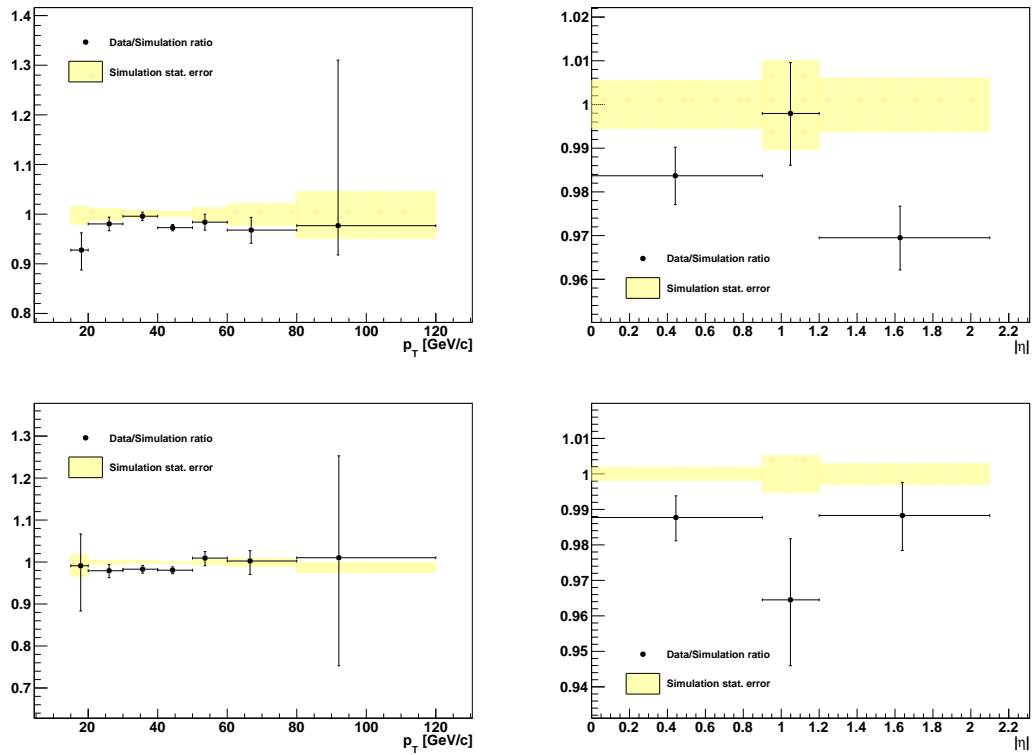 1.4
1.3
1.2
1.1
1
0.9
0.8
Data/Simulation ratio
Simulation stat. error
20 40 60 80 100 120
p_T [GeV/c]
1.02
1.01
1
0.99
0.98
0.97
0.96
Data/Simulation ratio
Simulation stat. error
0 0.2 0.4 0.6 0.8 1 1.2 1.4 1.6 1.8 2 2.2
|η|
1.3
1.2
1.1
1
0.9
0.8
0.7
Data/Simulation ratio
Simulation stat. error
20 40 60 80 100 120
p_T [GeV/c]
1.01
1
0.99
0.98
0.97
0.96
0.95
0.94
Data/Simulation ratio
Simulation stat. error
0 0.2 0.4 0.6 0.8 1 1.2 1.4 1.6 1.8 2 2.2
|η|